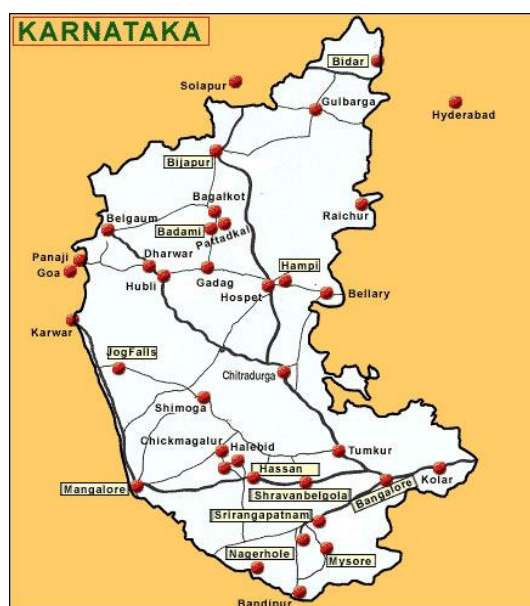 KARNATAKA
Bidar
Solapur
Gulbarga
Hyderabad
Bijapur
Bagalkot
Raichur
Belgaum
Badami
Pattadkal
Panaji
Dharwar
Goa
Hampi
Hubli
Gadag
Hospet
Bellary
Karwar
JogFalls
Chitradurga
Shimoga
Chickmagalur
Halebid
Tumkur
Hassan
Mangalore
Shravanbelgola
Bangalore
Kolar
Srirangapatnam
Nagerhole
Mysore
Bandipur